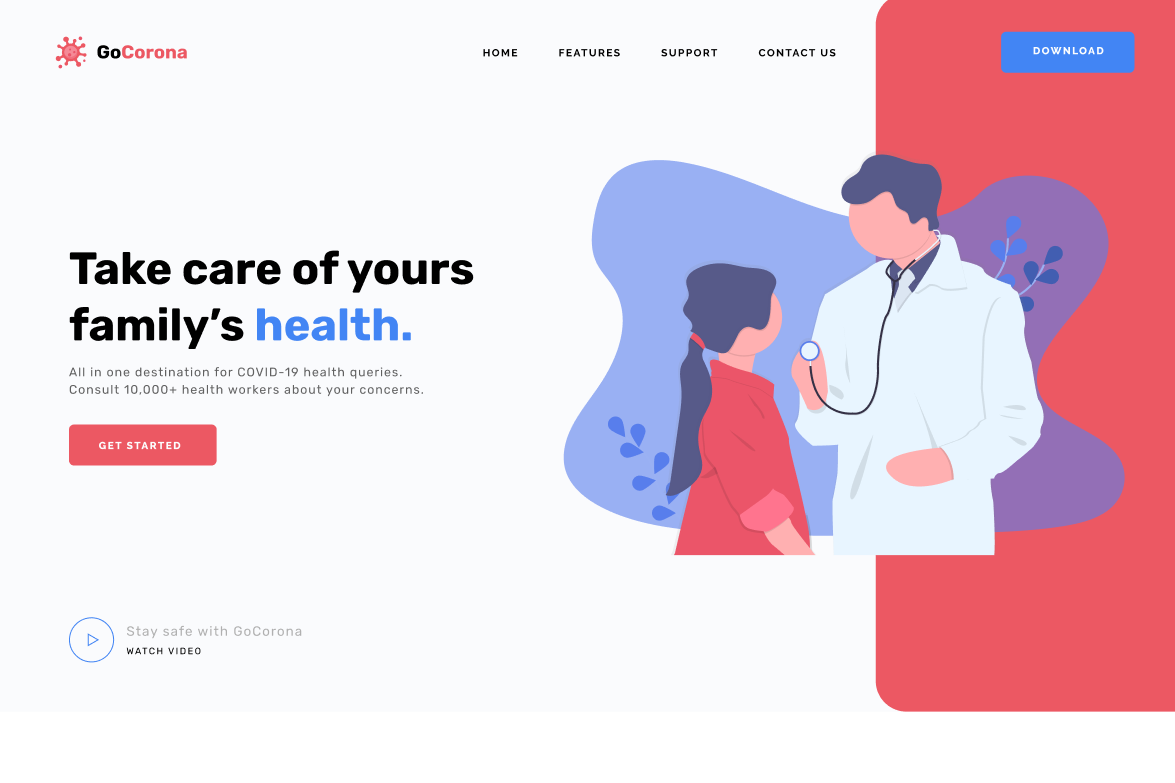 GoCorona
HOME
FEATURES
SUPPORT
CONTACT US
DOWNLOAD
Take care of yours
family’s health.
All in one destination for COVID-19 health queries.
Consult 10,000+ health workers about your concerns.
GET STARTED
Stay safe with GoCorona
WATCH VIDEO